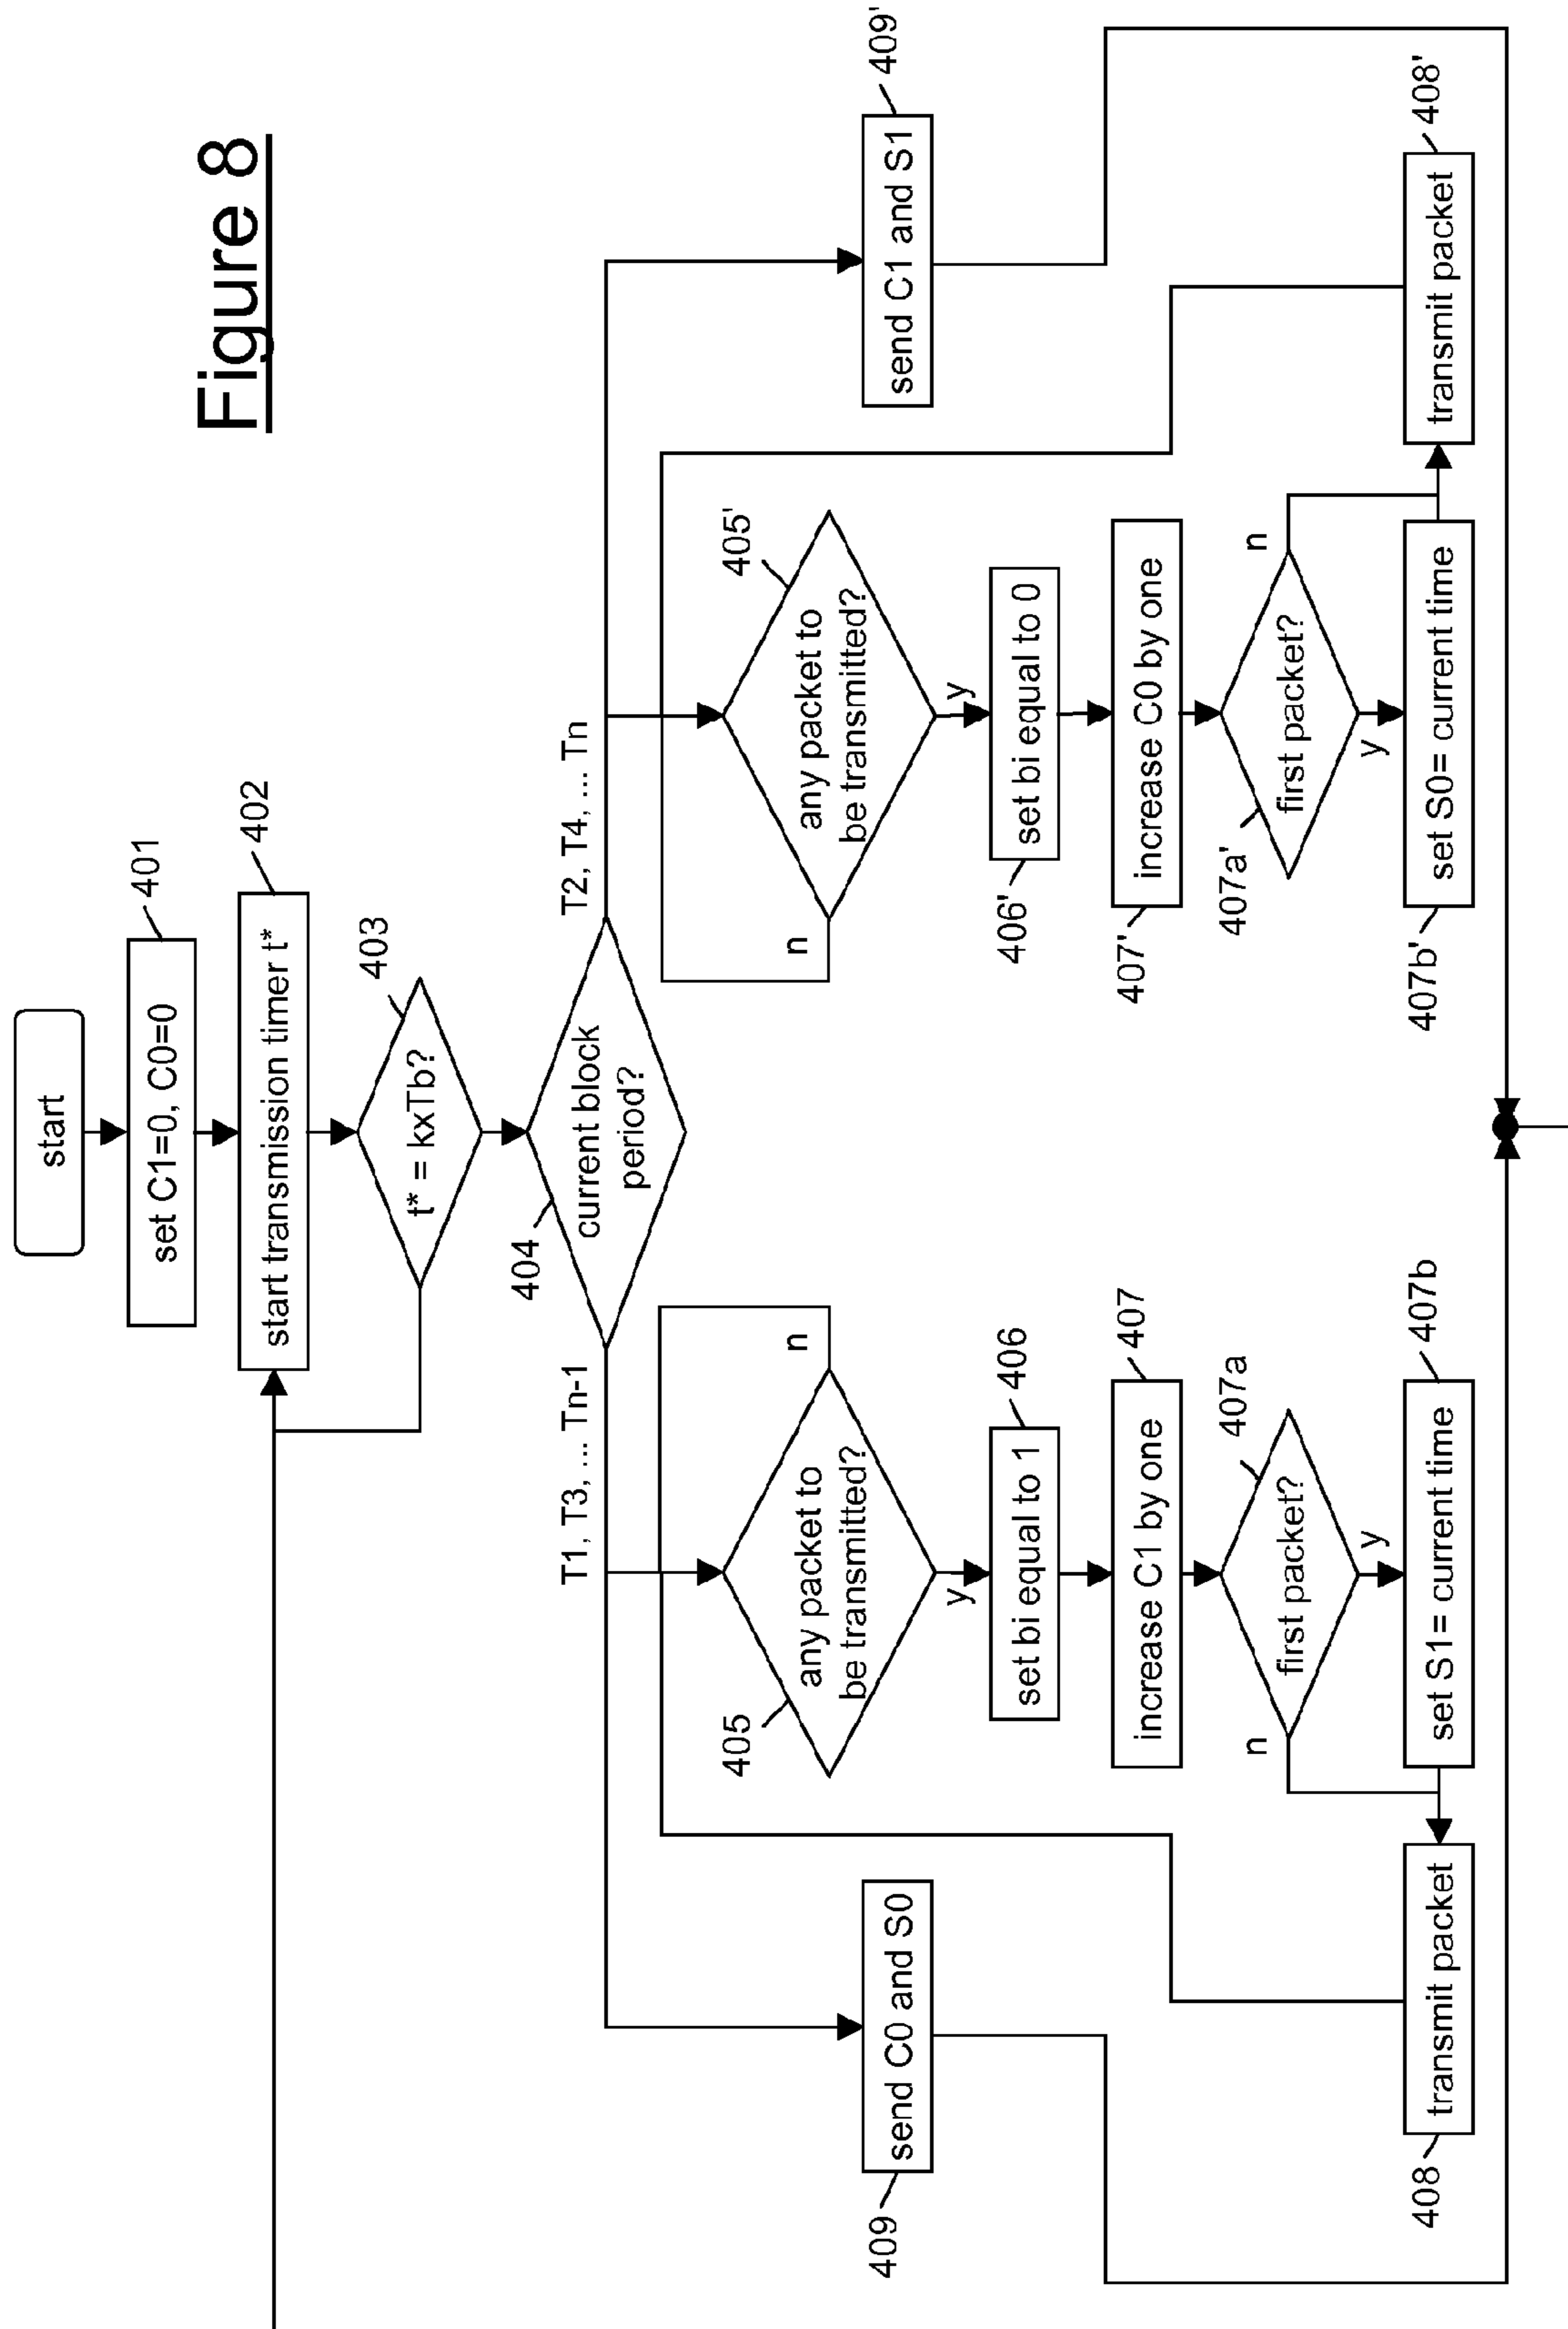 Figure 8
start
401
set C1=0, C0=0
402
start transmission timer t*
403
t* = kxTb?
404
current block
period?
T1, T3, ... Tn-1
T2, T4, ... Tn
409
send C0 and S0
405
any packet to
be transmitted?
n
y
406
set bi equal to 1
407
increase C1 by one
407a
first packet?
n
y
407b
set S1= current time
408
transmit packet
405'
any packet to
be transmitted?
n
y
406'
set bi equal to 0
407'
increase C0 by one
407a'
first packet?
n
y
407b'
set S0= current time
408'
transmit packet
409'
send C1 and S1